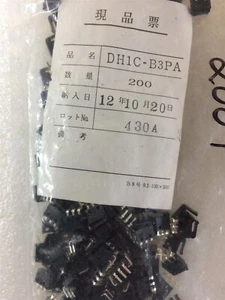 現品票
品名 DH1C-B3PA
数量 200
納入日 12年10月20日
ロット№ 430A
備考